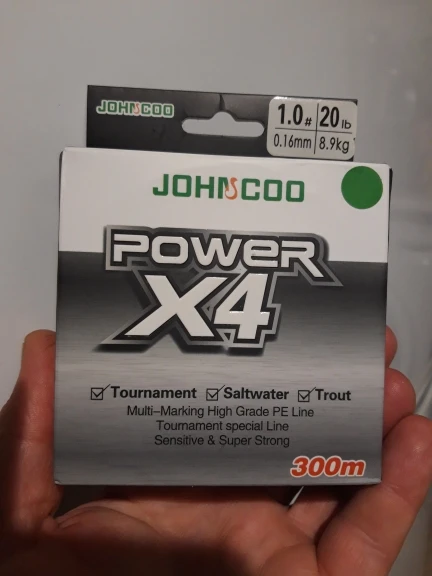 JOHNCOO
1.0# 20lb
0.16mm 8.9kg
JOHNCOO
POWER
X4
Tournament Saltwater Trout
Multi-Marking High Grade PE Line
Tournament special Line
Sensitive & Super Strong
300m